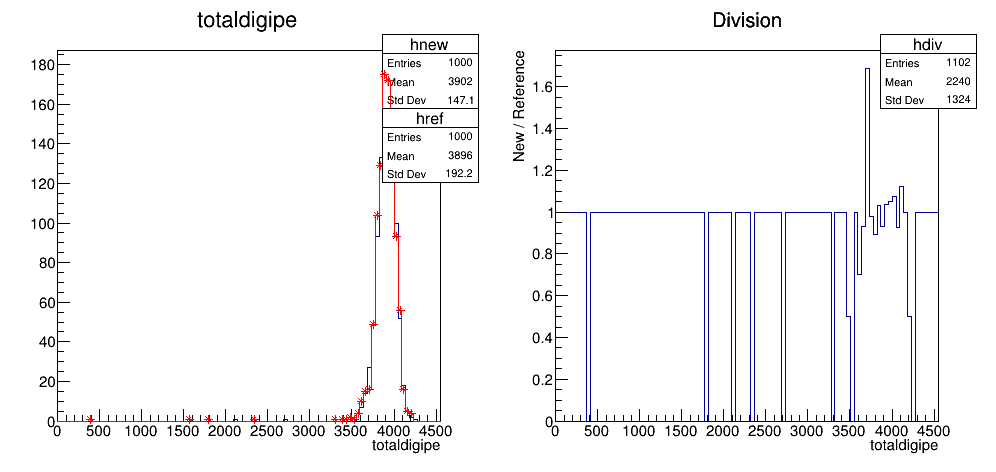 totaldigipe
hnew
Entries 1000
Mean 3902
Std Dev 147.1
href
Entries 1000
Mean 3896
Std Dev 192.2
180
160
140
120
100
80
60
40
20
0
0 500 1000 1500 2000 2500 3000 3500 4000 4500
totaldigipe
Division
hdiv
Entries 1102
Mean 2240
Std Dev 1324
New / Reference
1.6
1.4
1.2
1
0.8
0.6
0.4
0.2
0
0 500 1000 1500 2000 2500 3000 3500 4000 4500
totaldigipe